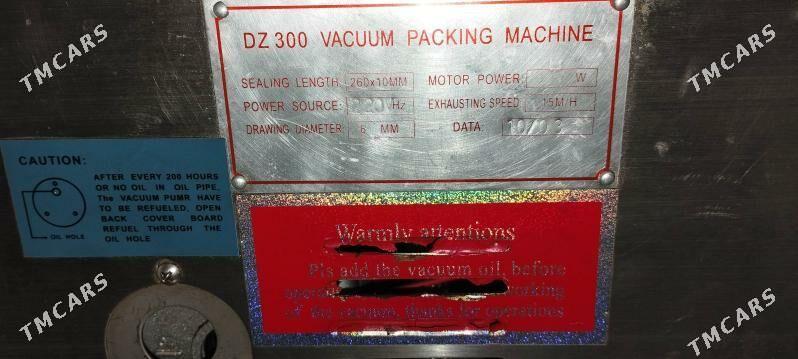 DZ 300 VACUUM PACKING MACHINE
SEALING LENGTH: 260x10MM MOTOR POWER: W
POWER SOURCE: 220 Hz EXHAUSTING SPEED 15M/H
DRAWING DIAMETER: 6 MM DATA:
CAUTION:
AFTER EVERY 200 HOURS
OR NO OIL IN OIL PIPE,
The VACUUM PUMR HAVE
TO BE REFUELED, OPEN
BACK COVER BOARD
REFUEL THROUGH THE
OIL HOLE
OIL HOLE
Warmly attentions
Pls add the vacuum oil, before
working
of the vacuum, thanks for operations
TMCARS
TMCARS
TMCARS
TMCARS